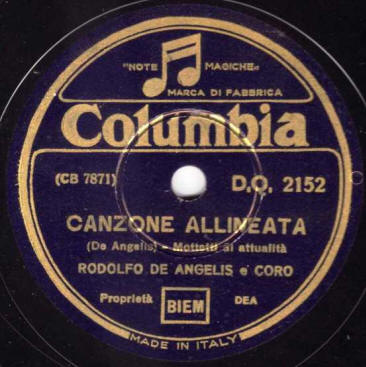 "NOTE MAGICHE"
MARCA DI FABBRICA
Columbia
(CB 7871) D.Q. 2152
CANZONE ALLINEATA
(De Angelis) - Mottetti di attualità
RODOLFO DE ANGELIS e CORO
Proprietà BIEM DEA
MADE IN ITALY